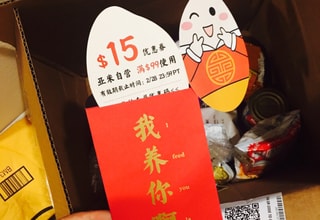 $15 优惠券
亚米自营 满$99使用
有效期截止时间：2/28 23:59PT
我
养 food
你 you
啊